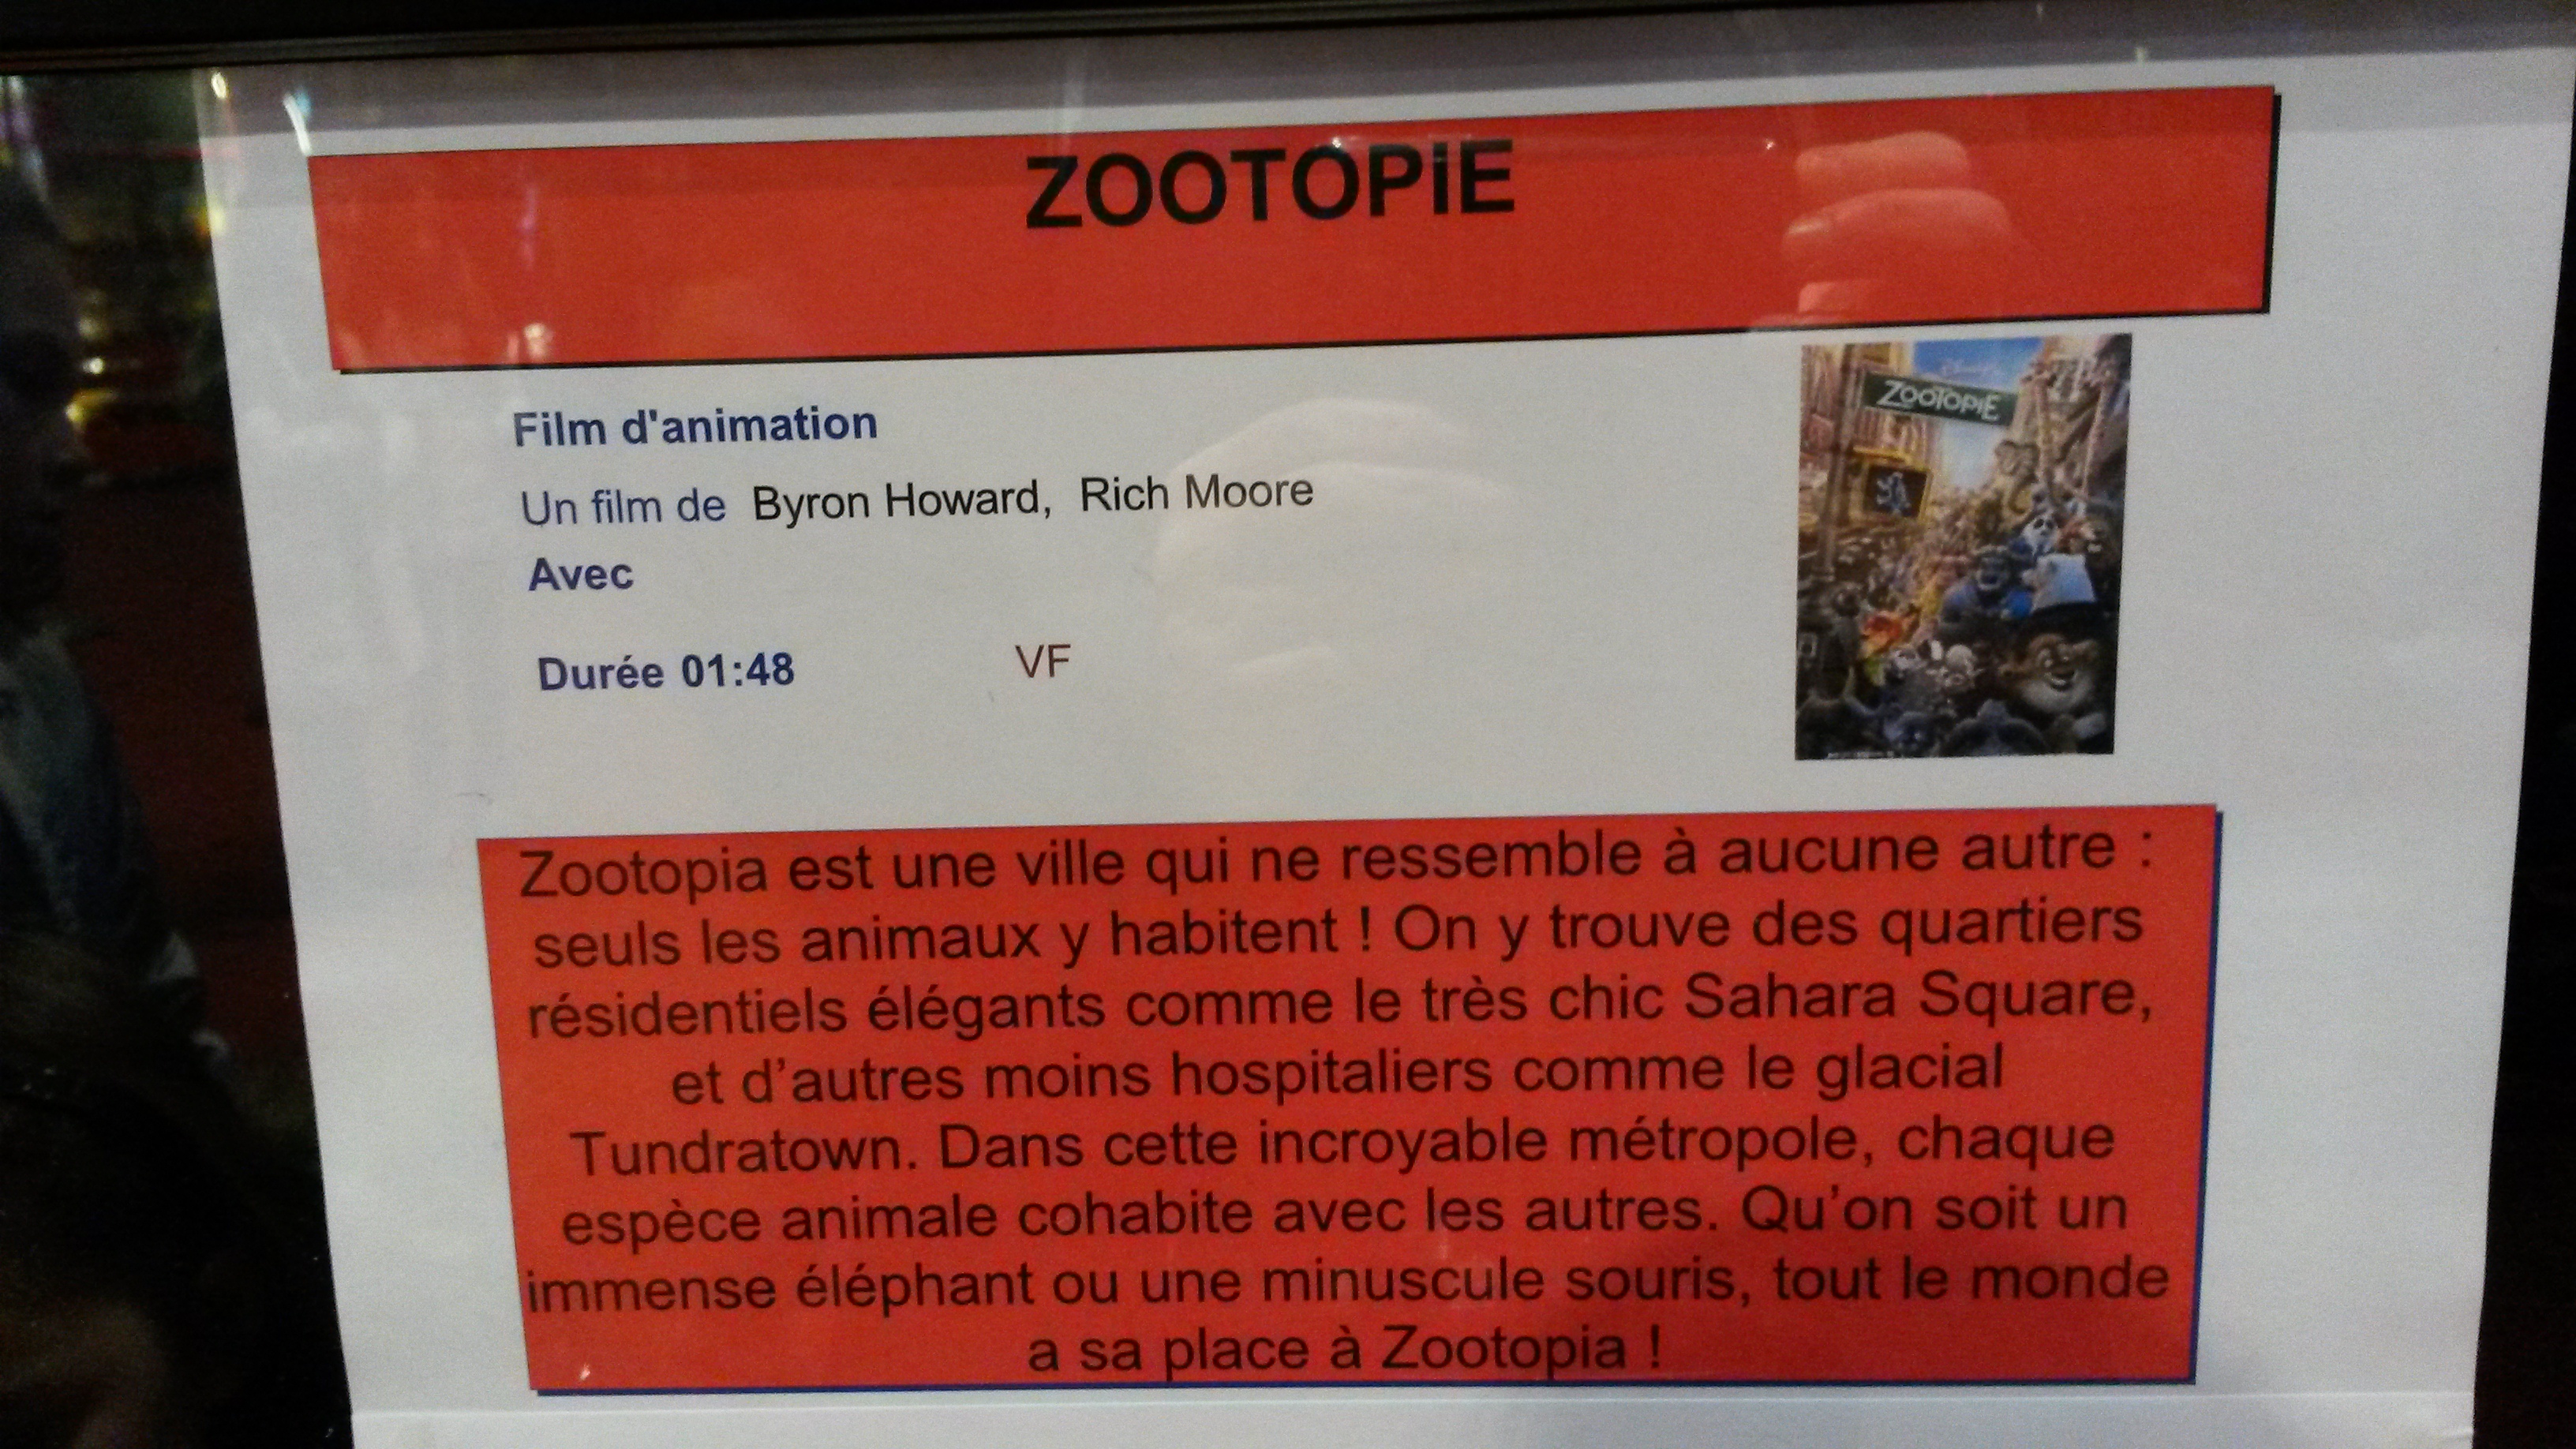 ZOOTOPIE
Film d'animation
Un film de Byron Howard, Rich Moore
Avec
Durée 01:48 VF
ZOOTOPIE
Zootopia est une ville qui ne ressemble à aucune autre :
seuls les animaux y habitent ! On y trouve des quartiers
résidentiels élégants comme le très chic Sahara Square,
et d’autres moins hospitaliers comme le glacial
Tundratown. Dans cette incroyable métropole, chaque
espèce animale cohabite avec les autres. Qu’on soit un
immense éléphant ou une minuscule souris, tout le monde
a sa place à Zootopia !